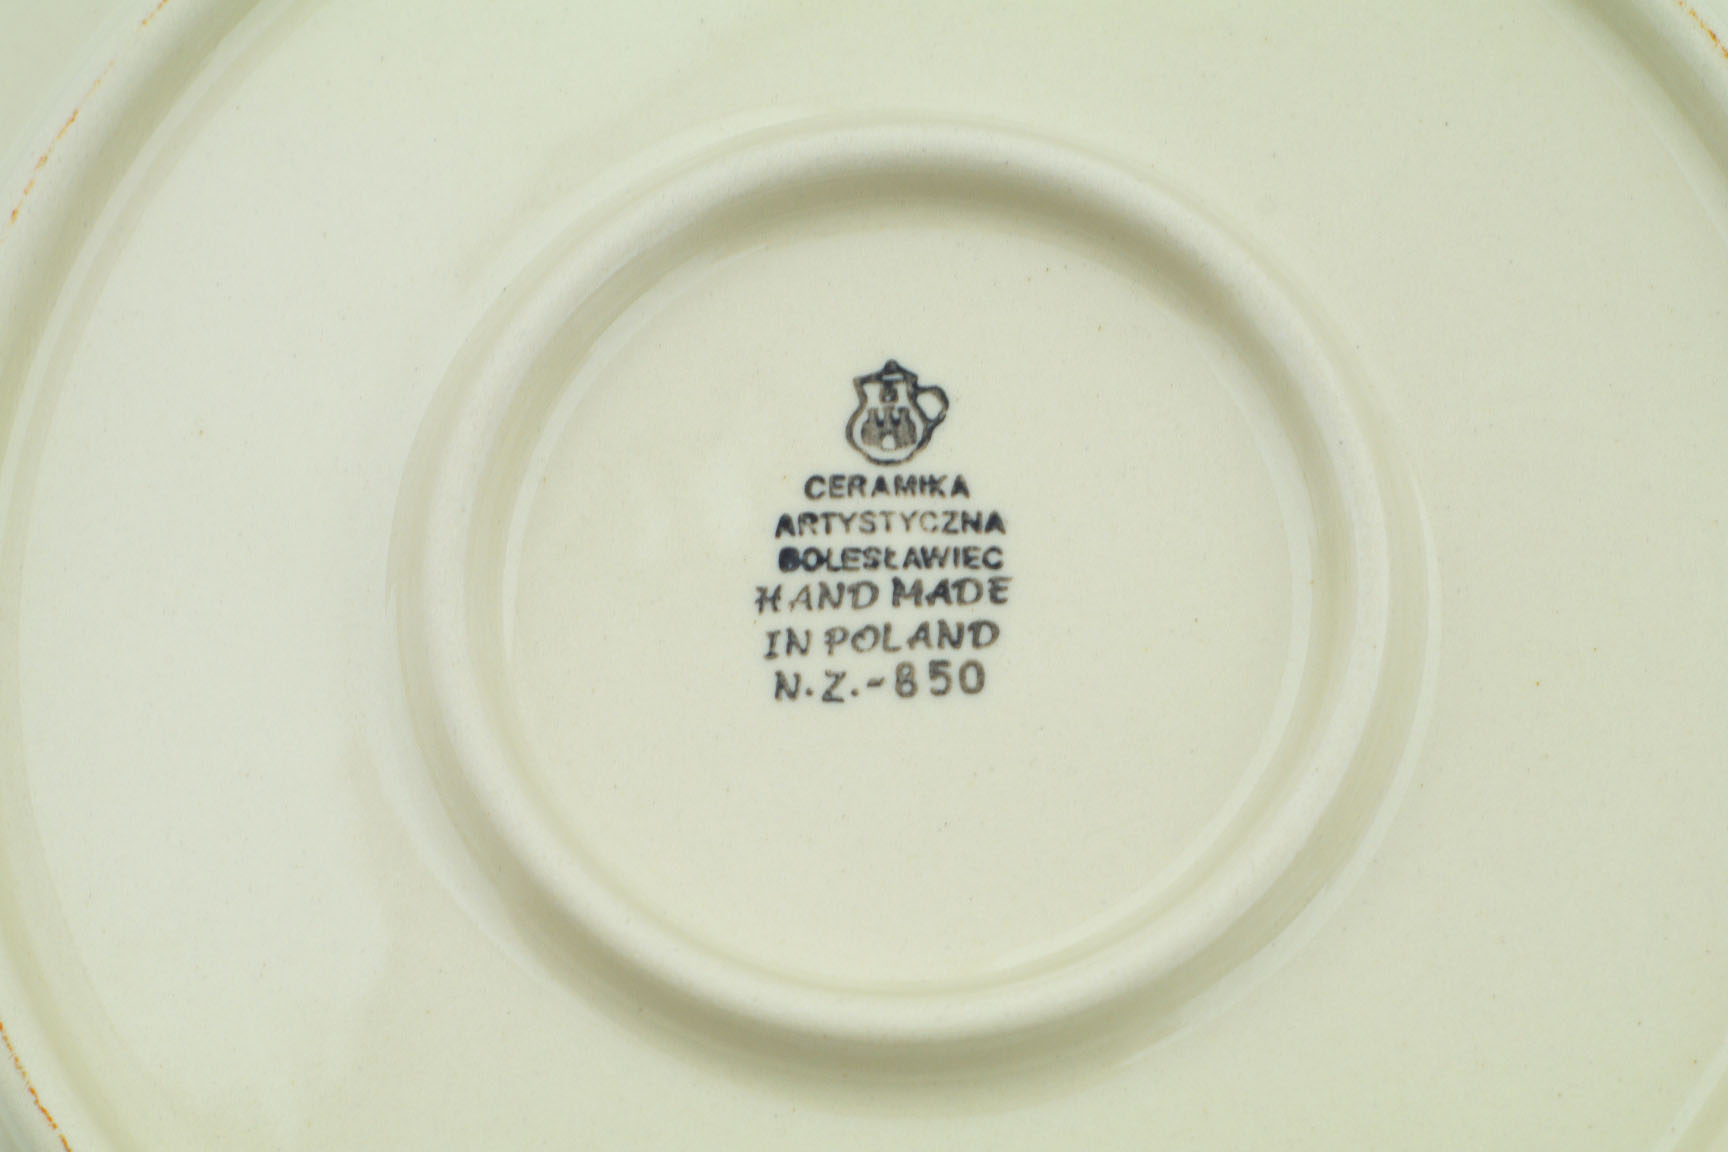 CERAMIKA
ARTYSTYCZNA
BOLESŁAWIEC
HAND MADE
IN POLAND
N.Z.-850